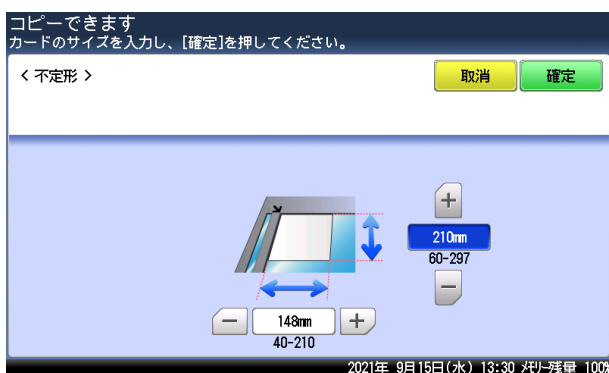 コピーできます
カードのサイズを入力し、[確定]を押してください。
< 不定形 >
取消
確定
+
210mm
60-297
−
− 148mm +
40-210
2021年 9月15日(水) 13:30 ﾒﾓﾘｰ残量 100%